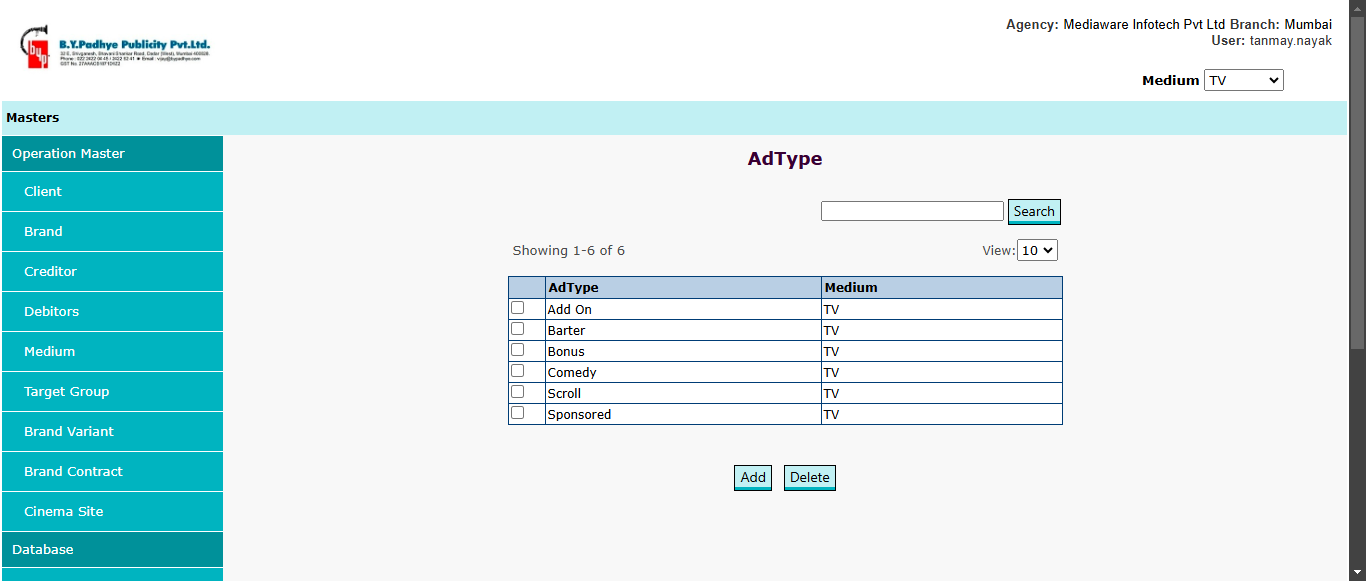 Agency: Mediaware Infotech Pvt Ltd Branch: Mumbai
User: tanmay.nayak
byp
B.Y.Padhye Publicity Pvt.Ltd.
Medium TV
Masters
Operation Master
Client
Brand
Creditor
Debitors
Medium
Target Group
Brand Variant
Brand Contract
Cinema Site
Database
AdType
Search
Showing 1-6 of 6 View: 10
AdType Medium
Add On TV
Barter TV
Bonus TV
Comedy TV
Scroll TV
Sponsored TV
Add Delete